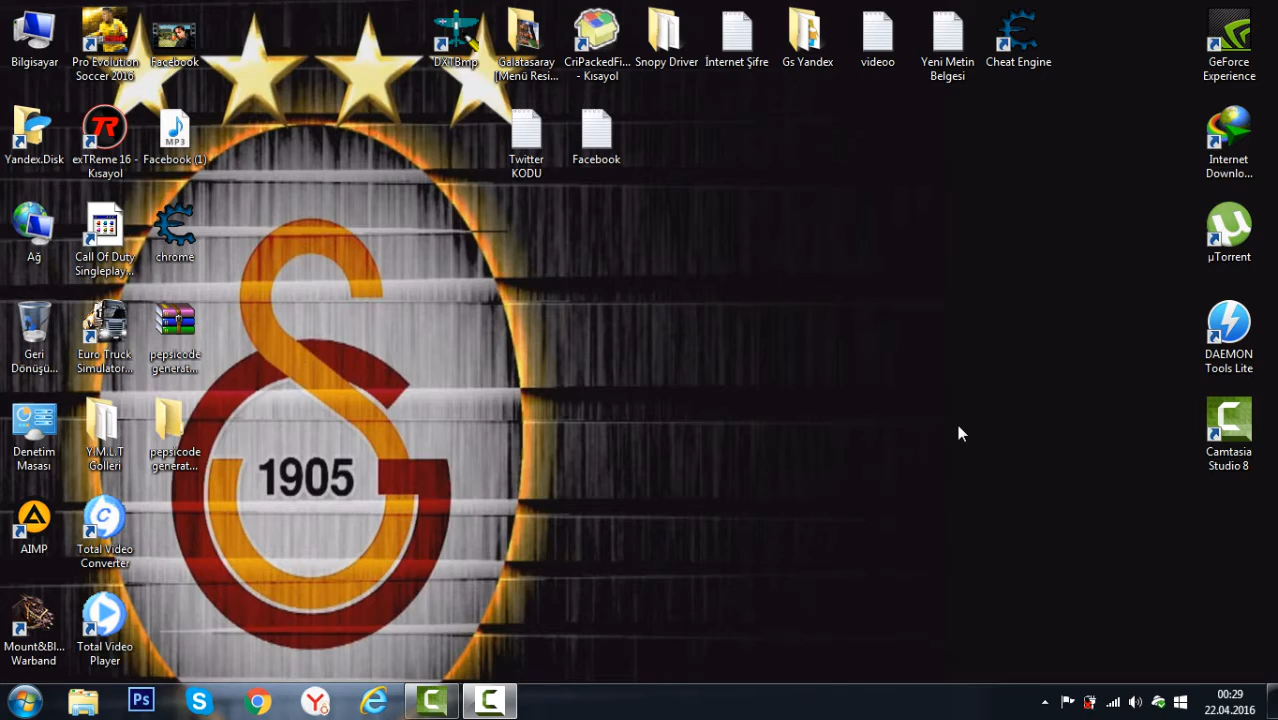 Bilgisayar
Pro Evolution
Soccer 2016
Facebook
DXTBmp
Galatasaray
[Menü Resi...
CriPackedFi...
- Kısayol
Snopy Driver
İnternet Şifre
Gs Yandex
videoo
Yeni Metin
Belgesi
Cheat Engine
GeForce
Experience
Yandex.Disk
exTReme 16 -
Kısayol
MP3
Facebook (1)
Twitter
KODU
Facebook
Internet
Downlo...
Ağ
Call Of Duty
Singleplay...
chrome
µTorrent
Geri
Dönüşü...
Euro Truck
Simulator...
pepsicode
generat...
DAEMON
Tools Lite
Denetim
Masası
Y.M.L.T
Golleri
pepsicode
generat...
Camtasia
Studio 8
1905
AIMP
Total Video
Converter
Mount&Bl...
Warband
Total Video
Player
Ps
00:29
22.04.2016